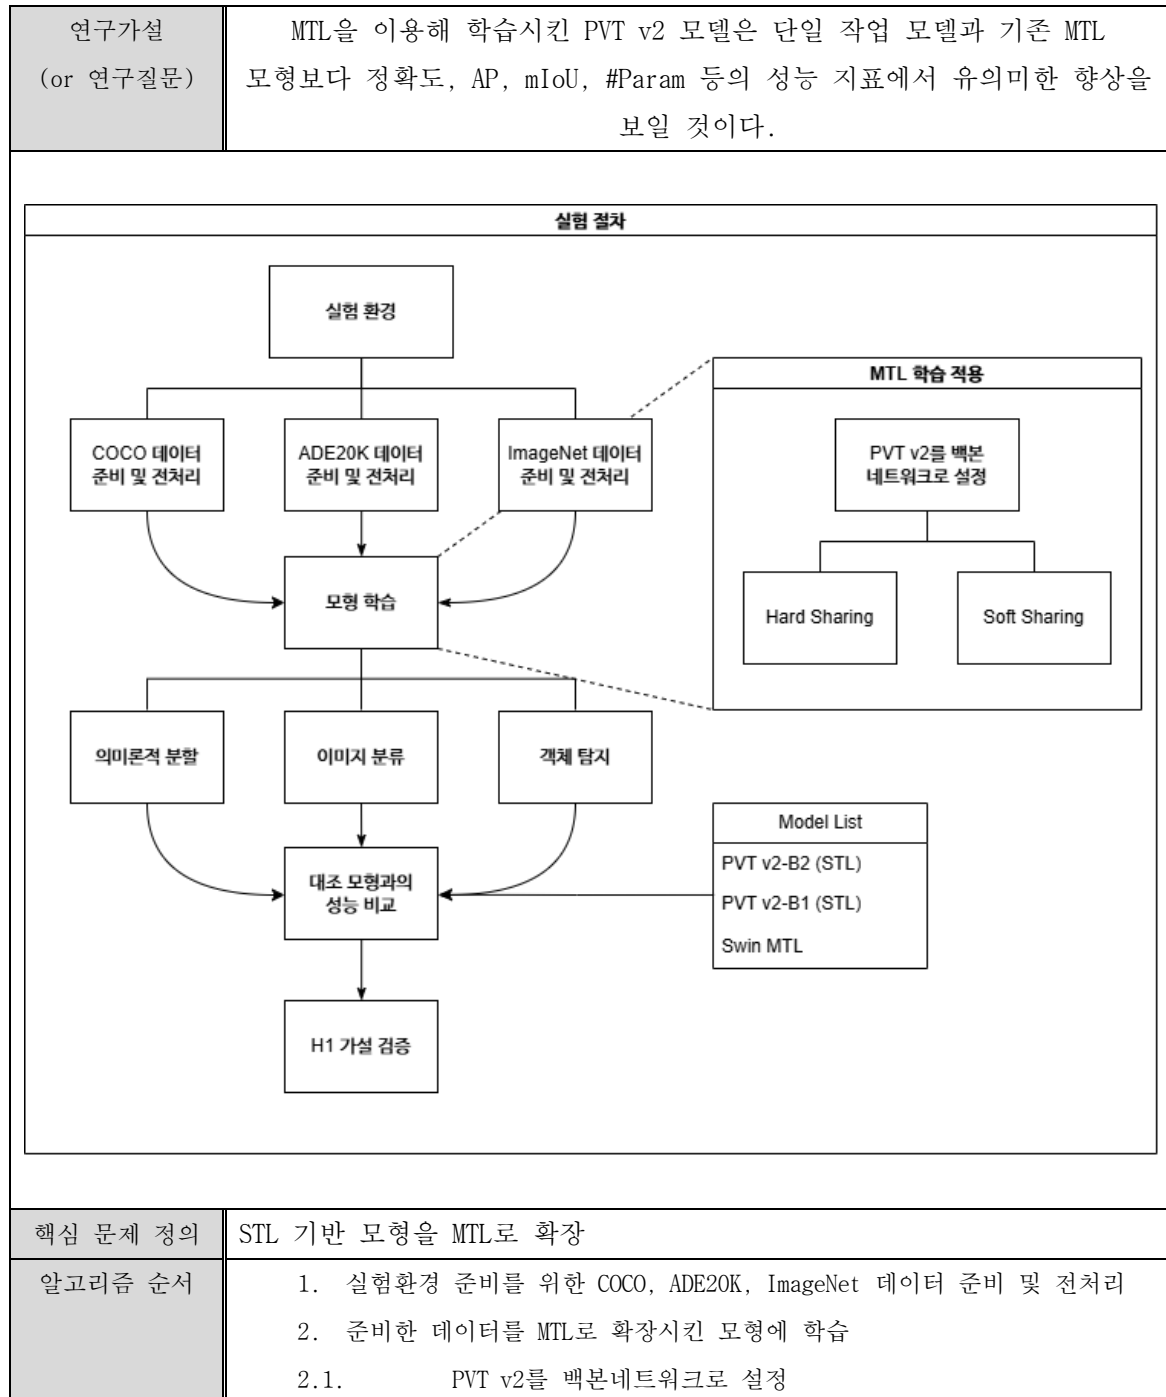 연구가설
(or 연구질문)
MTL을 이용해 학습시킨 PVT v2 모델은 단일 작업 모델과 기존 MTL
모형보다 정확도, AP, mIoU, #Param 등의 성능 지표에서 유의미한 향상을
보일 것이다.
실험 절차
실험 환경
COCO 데이터
준비 및 전처리
ADE20K 데이터
준비 및 전처리
ImageNet 데이터
준비 및 전처리
모형 학습
MTL 학습 적용
PVT v2를 백본
네트워크로 설정
Hard Sharing
Soft Sharing
의미론적 분할
이미지 분류
객체 탐지
대조 모형과의
성능 비교
Model List
PVT v2-B2 (STL)
PVT v2-B1 (STL)
Swin MTL
H1 가설 검증
핵심 문제 정의
STL 기반 모형을 MTL로 확장
알고리즘 순서
1. 실험환경 준비를 위한 COCO, ADE20K, ImageNet 데이터 준비 및 전처리
2. 준비한 데이터를 MTL로 확장시킨 모형에 학습
2.1. PVT v2를 백본네트워크로 설정